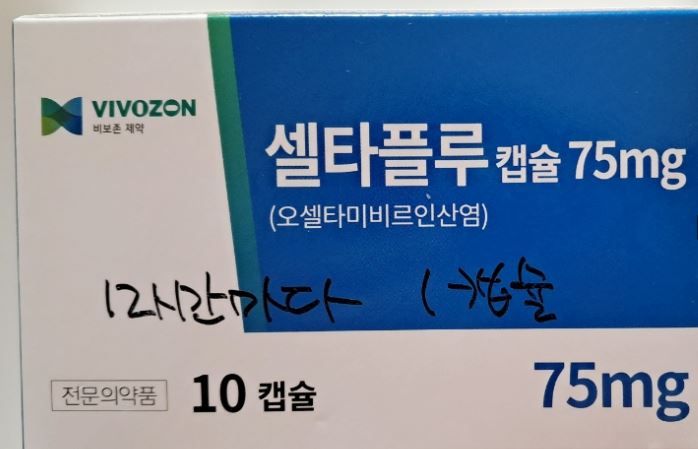 VIVOZON
비보존 제약
셀타플루 캡슐 75mg
(오셀타미비르인산염)
12시간마다 1캡슐
전문의약품 10 캡슐 75mg